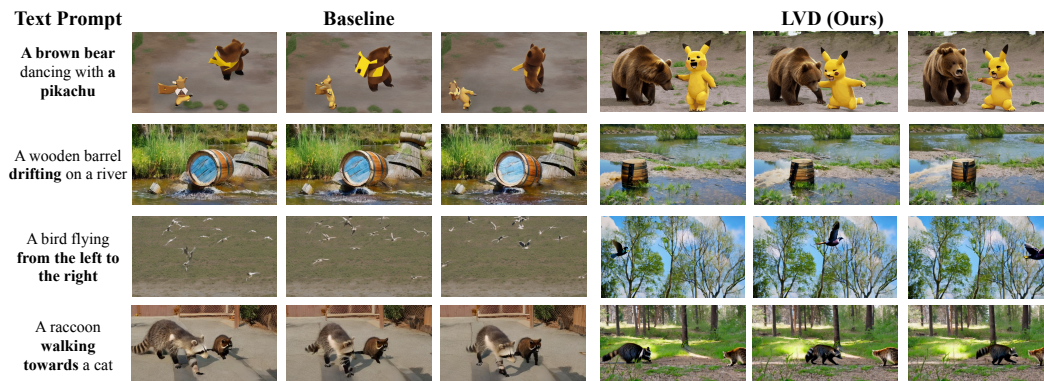 Text Prompt Baseline LVD (Ours)
A brown bear
dancing with a
pikachu
A wooden barrel
drifting on a river
A bird flying
from the left to
the right
A raccoon
walking
towards a cat